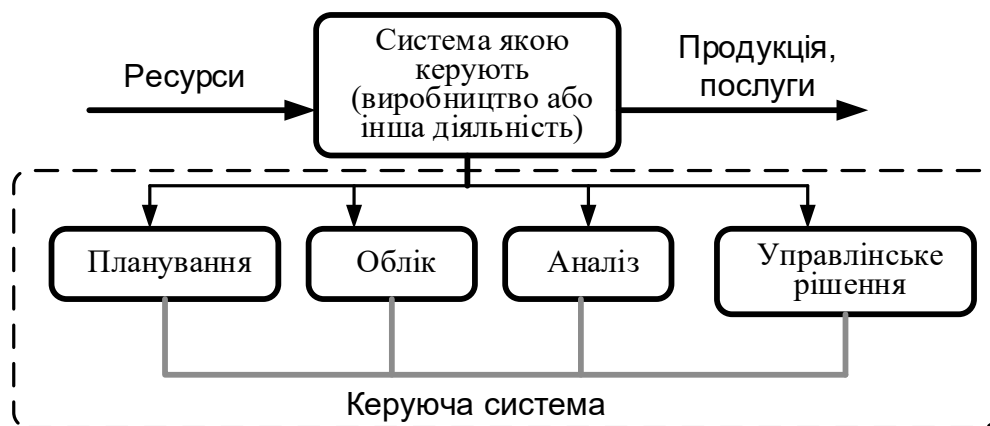 Ресурси
Система якою
керують
(виробництво або
інша діяльність)
Продукція,
послуги
Планування
Облік
Аналіз
Управлінське
рішення
Керуюча система